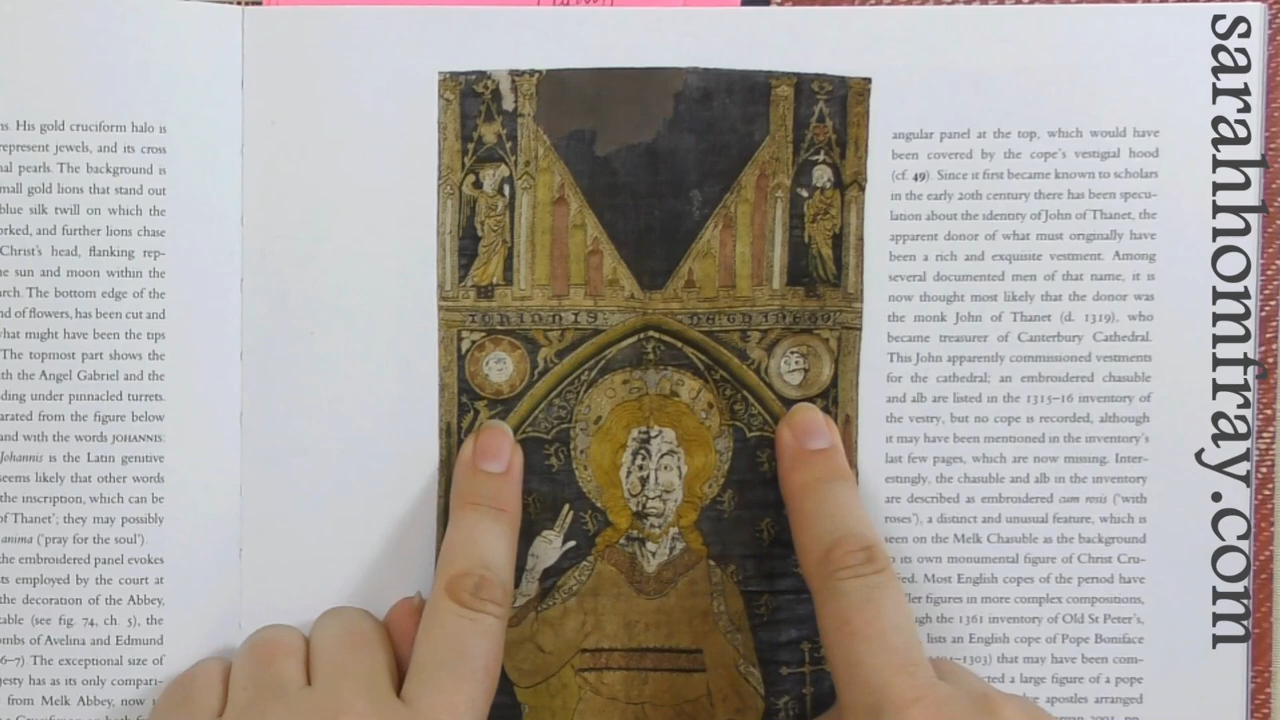 ns. His gold cruciform halo is
represent jewels, and its cross
nal pearls. The background is
mall gold lions that stand out
blue silk twill on which the
orked, and further lions chase
Christ's head, flanking rep-
he sun and moon within the
arch. The bottom edge of the
nd of flowers, has been cut and
what might have been the tips
The topmost part shows the
th the Angel Gabriel and the
ding under pinnacled turrets.
arated from the figure below
and with the words JOHANNIS:
Johannis is the Latin genitive
seems likely that other words
the inscription, which can be
of Thanet'; they may possibly
anima ('pray for the soul').
the embroidered panel evokes
ts employed by the court at
the decoration of the Abbey,
table (see fig. 74, ch. 5), the
ombs of Avelina and Edmund
6–7). The exceptional size of
jesty has as its only compari-
from Melk Abbey, now
angular panel at the top, which would have
been covered by the cope's vestigial hood
(cf. 49). Since it first became known to scholars
in the early 20th century there has been specu-
lation about the identity of John of Thanet, the
apparent donor of what must originally have
been a rich and exquisite vestment. Among
several documented men of that name, it is
now thought most likely that the donor was
the monk John of Thanet (d. 1319), who
became treasurer of Canterbury Cathedral.
This John apparently commissioned vestments
for the cathedral; an embroidered chasuble
and alb are listed in the 1315–16 inventory of
the vestry, but no cope is recorded, although
it may have been mentioned in the inventory's
last few pages, which are now missing. Inter-
estingly, the chasuble and alb in the inventory
are described as embroidered cum rosis ('with
roses'), a distinct and unusual feature, which is
seen on the Melk Chasuble as the background
to its own monumental figure of Christ Cru-
fied. Most English copes of the period have
ller figures in more complex compositions,
ugh the 1361 inventory of Old St Peter's,
lists an English cope of Pope Boniface
–1303) that may have been com-
cted a large figure of a pope
apostles arranged
sarahhomfray.com